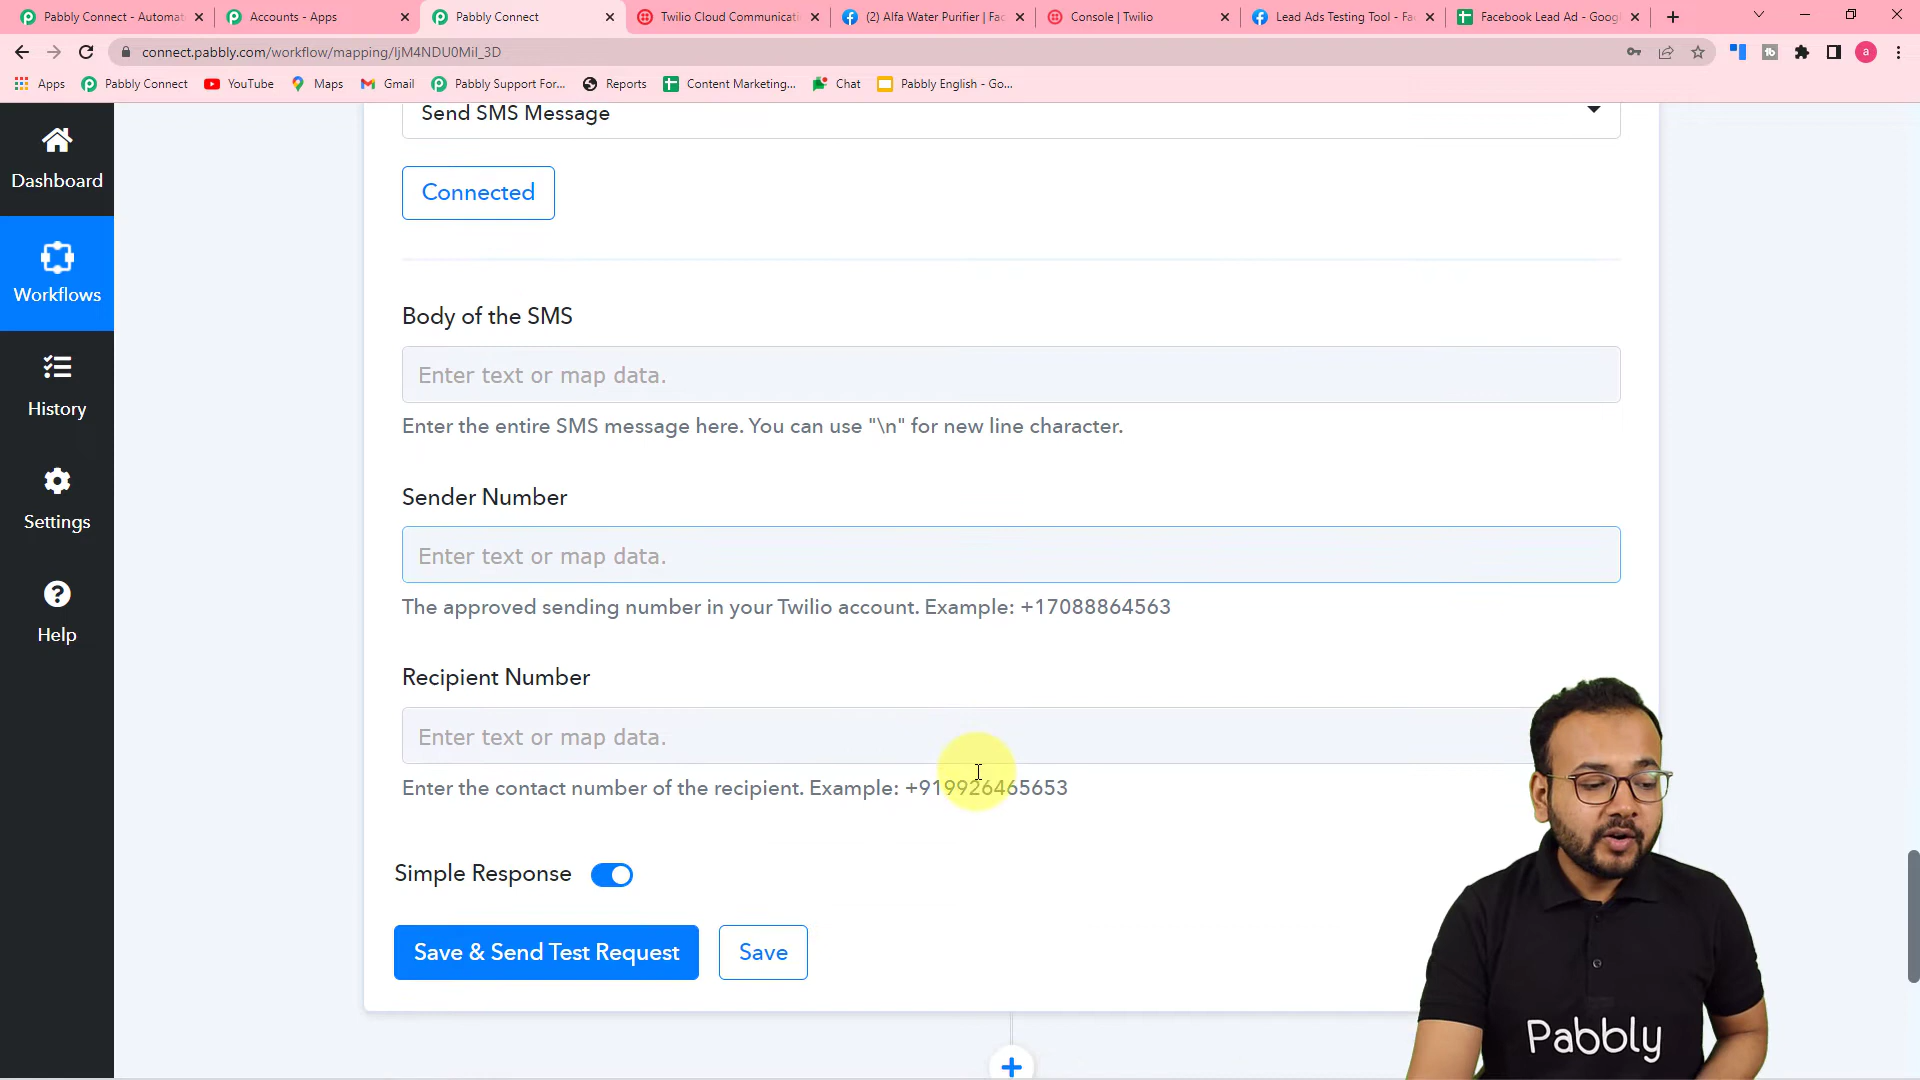 Pabbly Connect - Automat
Accounts - Apps
Pabbly Connect
Twilio Cloud Communicati
(2) Alfa Water Purifier | Fac
Console | Twilio
Lead Ads Testing Tool - Fa
Facebook Lead Ad - Googl
connect.pabbly.com/workflow/mapping/IjM4NDU0MiI_3D
a
Apps
Pabbly Connect
YouTube
Maps
Gmail
Pabbly Support For...
Reports
Content Marketing...
Chat
Pabbly English - Go...
Dashboard
Workflows
History
Settings
Help
Send SMS Message
Connected
Body of the SMS
Enter text or map data.
Enter the entire SMS message here. You can use "\n" for new line character.
Sender Number
Enter text or map data.
The approved sending number in your Twilio account. Example: +17088864563
Recipient Number
Enter text or map data.
Enter the contact number of the recipient. Example: +919926465653
Simple Response
Save & Send Test Request
Save
Pabbly